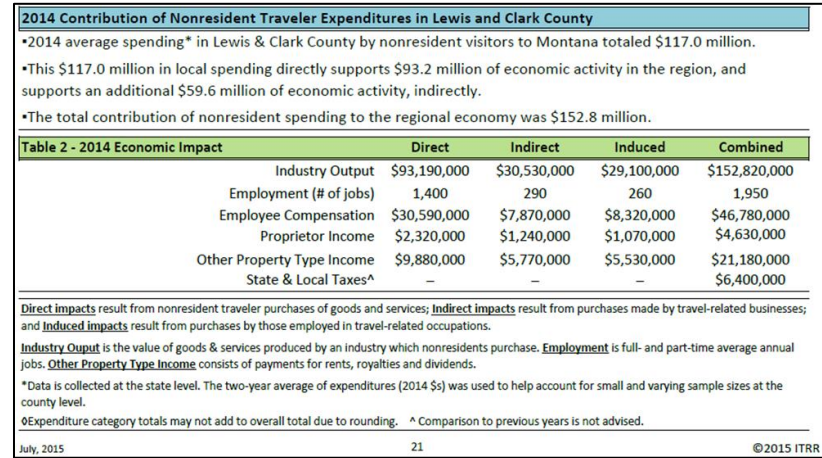 2014 Contribution of Nonresident Traveler Expenditures in Lewis and Clark County
▪2014 average spending* in Lewis & Clark County by nonresident visitors to Montana totaled $117.0 million.
▪This $117.0 million in local spending directly supports $93.2 million of economic activity in the region, and
supports an additional $59.6 million of economic activity, indirectly.
▪The total contribution of nonresident spending to the regional economy was $152.8 million.
Table 2 - 2014 Economic Impact Direct Indirect Induced Combined
Industry Output $93,190,000 $30,530,000 $29,100,000 $152,820,000
Employment (# of jobs) 1,400 290 260 1,950
Employee Compensation $30,590,000 $7,870,000 $8,320,000 $46,780,000
Proprietor Income $2,320,000 $1,240,000 $1,070,000 $4,630,000
Other Property Type Income $9,880,000 $5,770,000 $5,530,000 $21,180,000
State & Local Taxes^ – – – $6,400,000
Direct impacts result from nonresident traveler purchases of goods and services; Indirect impacts result from purchases made by travel-related businesses;
and Induced impacts result from purchases by those employed in travel-related occupations.
Industry Ouput is the value of goods & services produced by an industry which nonresidents purchase. Employment is full- and part-time average annual
jobs. Other Property Type Income consists of payments for rents, royalties and dividends.
*Data is collected at the state level. The two-year average of expenditures (2014 $s) was used to help account for small and varying sample sizes at the
county level.
◊Expenditure category totals may not add to overall total due to rounding. ^ Comparison to previous years is not advised.
July, 2015 21 ©2015 ITRR